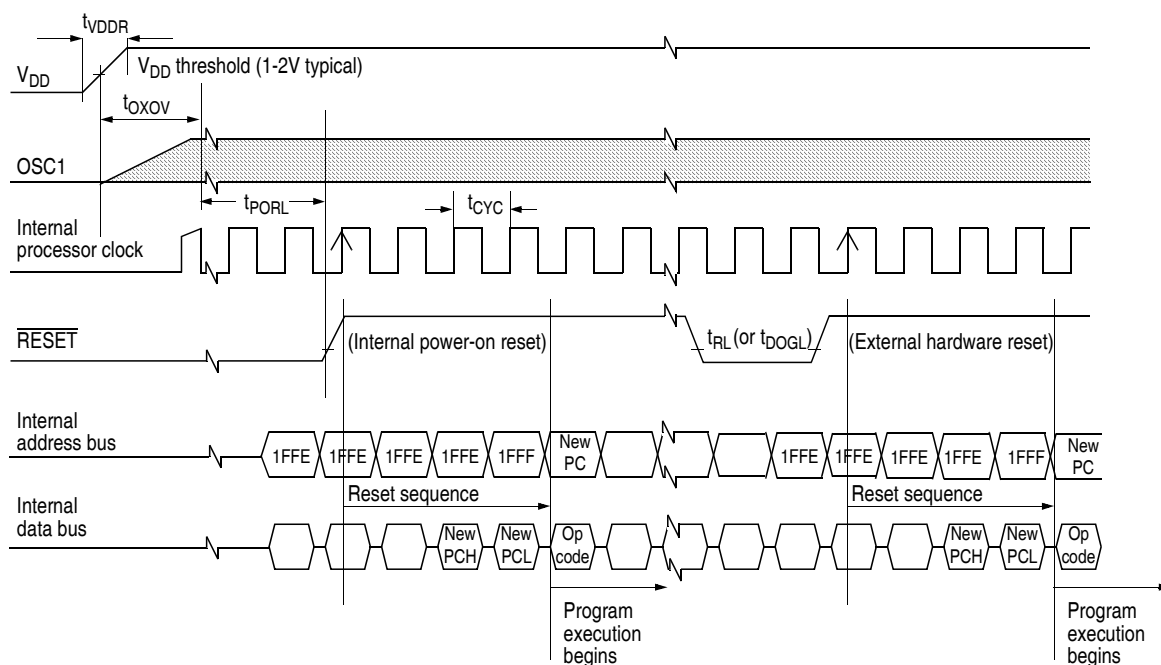 tVDDR
VDD
VDD threshold (1-2V typical)
tOXOV
OSC1
tPORL
tCYC
Internal
processor clock
RESET
(Internal power-on reset)
tRL (or tDOGL)
(External hardware reset)
Internal
address bus
1FFE 1FFE 1FFE 1FFE 1FFF New PC 1FFE 1FFE 1FFE 1FFE 1FFF New PC
Reset sequence Reset sequence
Internal
data bus
New PCH New PCL Op code New PCH New PCL Op code
Program
execution
begins
Program
execution
begins